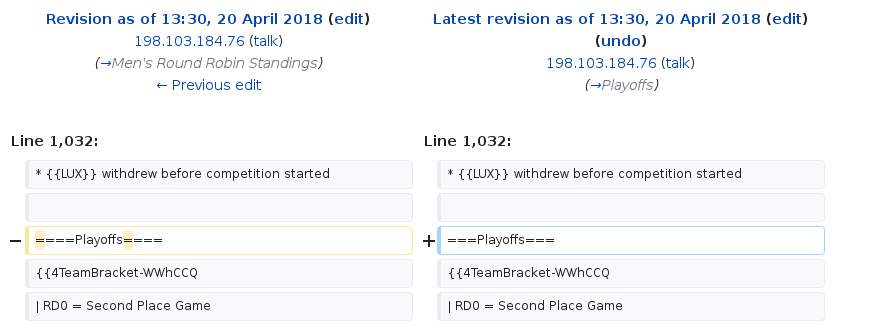 Revision as of 13:30, 20 April 2018 (edit)
198.103.184.76 (talk)
(→Men's Round Robin Standings)
← Previous edit
Latest revision as of 13:30, 20 April 2018 (edit)
(undo)
198.103.184.76 (talk)
(→Playoffs)
Line 1,032:
Line 1,032:
* {{LUX}} withdrew before competition started
* {{LUX}} withdrew before competition started
− ====Playoffs====
+ ===Playoffs===
{{4TeamBracket-WWhCCQ
{{4TeamBracket-WWhCCQ
| RD0 = Second Place Game
| RD0 = Second Place Game